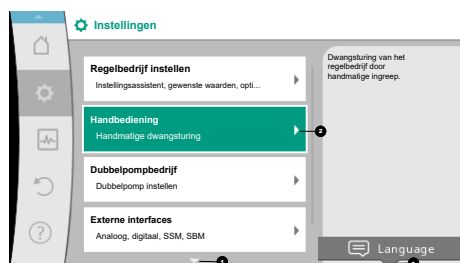 Instellingen
Regelbedrijf instellen
Instellingsassistent, gewenste waarden, opti...
Handbediening
Handmatige dwangsturing
2
Dubbelpompbedrijf
Dubbelpomp instellen
Externe interfaces
Analoog, digitaal, SSM, SBM
1
Dwangsturing van het
regelbedrijf door
handmatige ingreep.
Language